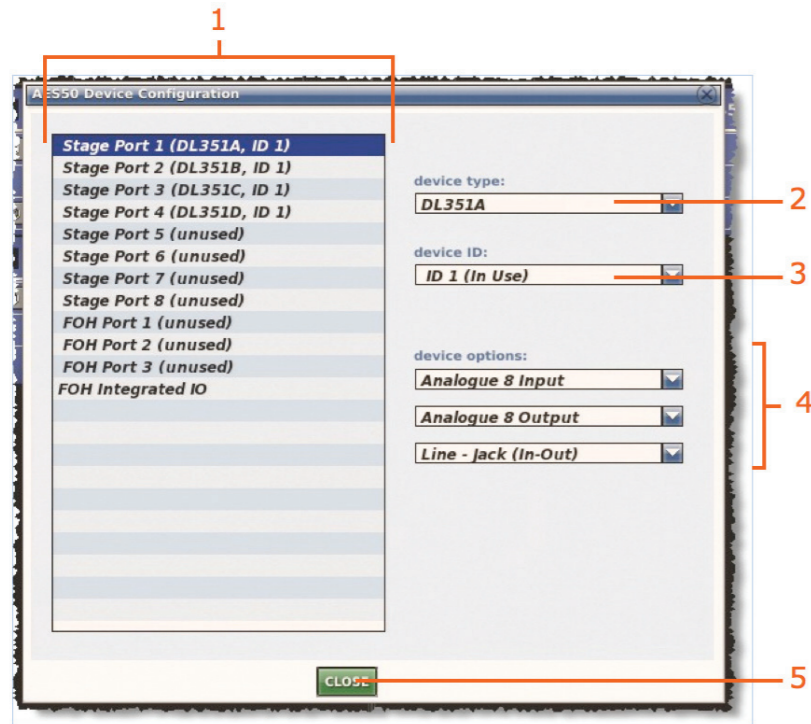 1
AES50 Device Configuration
Stage Port 1 (DL351A, ID 1)
Stage Port 2 (DL351B, ID 1)
Stage Port 3 (DL351C, ID 1)
Stage Port 4 (DL351D, ID 1)
Stage Port 5 (unused)
Stage Port 6 (unused)
Stage Port 7 (unused)
Stage Port 8 (unused)
FOH Port 1 (unused)
FOH Port 2 (unused)
FOH Port 3 (unused)
FOH Integrated IO
device type:
DL351A
2
device ID:
ID 1 (In Use)
3
device options:
Analogue 8 Input
Analogue 8 Output
Line - Jack (In-Out)
4
CLOSE
5